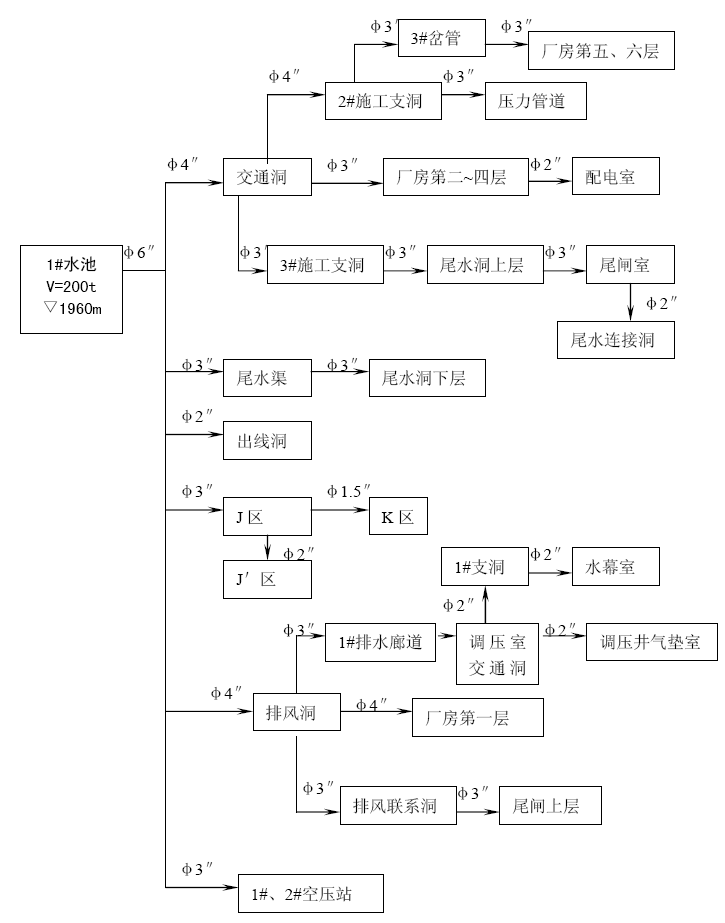 φ3″
3#岔管
φ3″
厂房第五、六层
φ4″
2#施工支洞
φ3″
压力管道
φ4″
交通洞
φ3″
厂房第二~四层
φ2″
配电室
φ6″
1#水池
V=200t
▽1960m
φ3″
3#施工支洞
φ3″
尾水洞上层
φ3″
尾闸室
φ2″
尾水连接洞
φ3″
尾水渠
φ3″
尾水洞下层
φ2″
出线洞
φ3″
J区
φ1.5″
K区
φ2″
J′区
1#支洞
φ2″
水幕室
φ2″
φ3″
1#排水廊道
调压室
交通洞
φ2″
调压井气垫室
φ4″
排风洞
φ4″
厂房第一层
φ3″
排风联系洞
φ3″
尾闸上层
φ3″
1#、2#空压站